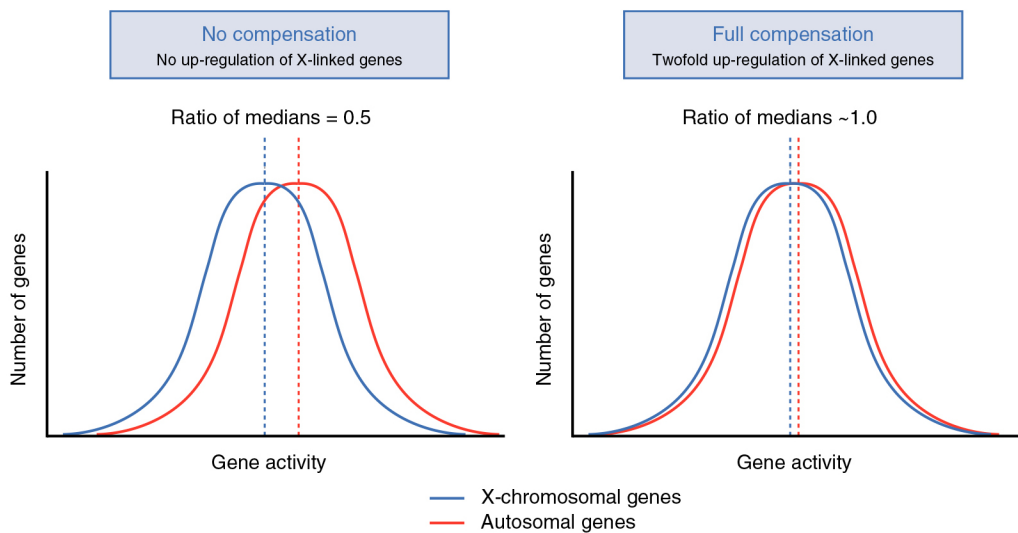 No compensation
No up-regulation of X-linked genes
Ratio of medians = 0.5
Number of genes
Gene activity
Full compensation
Twofold up-regulation of X-linked genes
Ratio of medians ~1.0
Number of genes
Gene activity
X-chromosomal genes
Autosomal genes